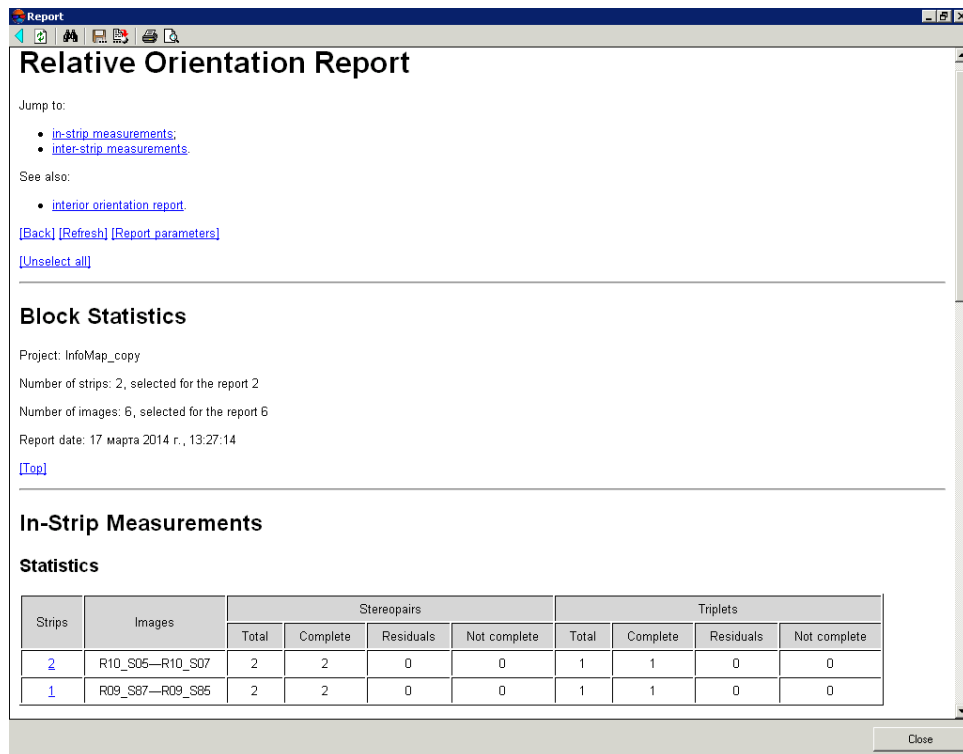 Report
Relative Orientation Report
Jump to:
in-strip measurements;
inter-strip measurements.
See also:
interior orientation report.
[Back] [Refresh] [Report parameters]
[Unselect all]
Block Statistics
Project: InfoMap_copy
Number of strips: 2, selected for the report 2
Number of images: 6, selected for the report 6
Report date: 17 марта 2014 г., 13:27:14
[Top]
In-Strip Measurements
Statistics
Strips Images Stereopairs Triplets
Total Complete Residuals Not complete Total Complete Residuals Not complete
2 R10_S05—R10_S07 2 2 0 0 1 1 0 0
1 R09_S87—R09_S85 2 2 0 0 1 1 0 0
Close